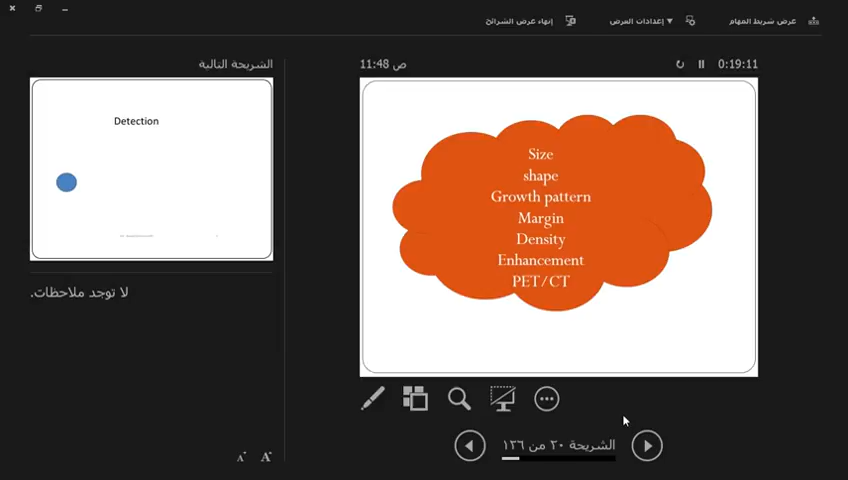 عرض شريط المهام
إعدادات العرض ▼
إنهاء عرض الشرائح
الشريحة التالية
11:48 ص
0:19:11
Detection
Size
shape
Growth pattern
Margin
Density
Enhancement
PET/CT
لا توجد ملاحظات.
الشريحة ٢٠ من ١٣٦
A A